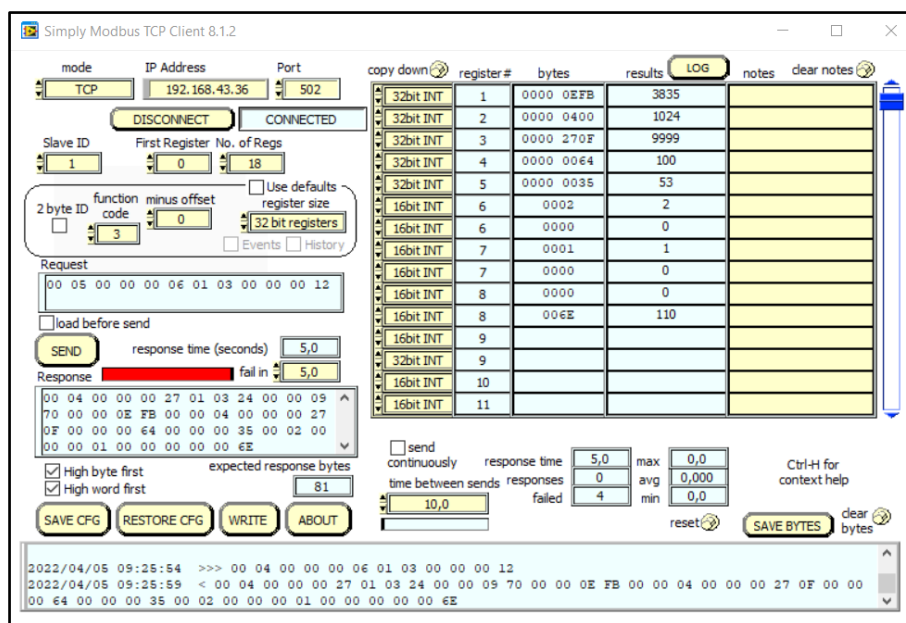 Simply Modbus TCP Client 8.1.2
mode IP Address Port
TCP 192.168.43.36 502
DISCONNECT CONNECTED
Slave ID First Register No. of Regs
1 0 18
Use defaults
2 byte ID function code minus offset register size
3 0 32 bit registers
Events History
Request
00 05 00 00 00 06 01 03 00 00 00 12
load before send
SEND response time (seconds) 5,0
Response fail in 5,0
00 04 00 00 00 27 01 03 24 00 00 09
70 00 00 0E FB 00 00 04 00 00 00 27
0F 00 00 00 64 00 00 00 35 00 02 00
00 00 01 00 00 00 00 00 6E
High byte first expected response bytes
High word first 81
SAVE CFG RESTORE CFG WRITE ABOUT
copy down register# bytes results LOG notes clear notes
32bit INT 1 0000 0EFB 3835
32bit INT 2 0000 0400 1024
32bit INT 3 0000 270F 9999
32bit INT 4 0000 0064 100
32bit INT 5 0000 0035 53
16bit INT 6 0002 2
16bit INT 6 0000 0
16bit INT 7 0001 1
16bit INT 7 0000 0
16bit INT 8 0000 0
16bit INT 8 006E 110
16bit INT 9
32bit INT 9
16bit INT 10
16bit INT 11
send continuously response time 5,0 max 0,0
time between sends responses 0 avg 0,000
10,0 failed 4 min 0,0
reset
Ctrl-H for
context help
SAVE BYTES clear bytes
2022/04/05 09:25:54 >>> 00 04 00 00 00 06 01 03 00 00 00 12
2022/04/05 09:25:59 < 00 04 00 00 00 27 01 03 24 00 00 09 70 00 00 0E FB 00 00 04 00 00 00 27 0F 00 00
00 64 00 00 00 35 00 02 00 00 00 01 00 00 00 00 00 6E